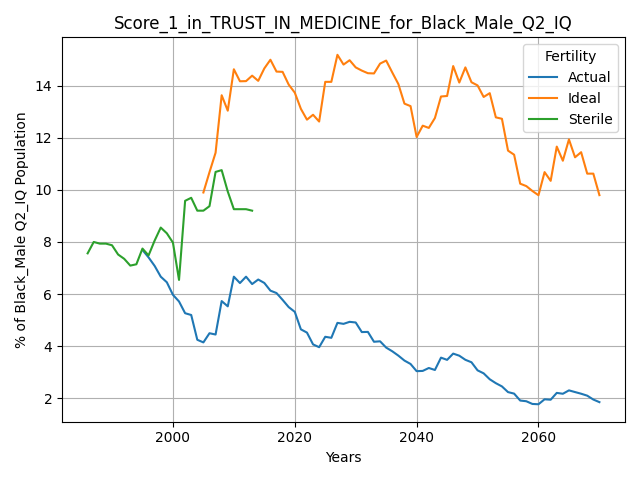 Score_1_in_TRUST_IN_MEDICINE_for_Black_Male_Q2_IQ
% of Black_Male Q2_IQ Population
14
12
10
8
6
4
2
2000 2020 2040 2060
Years
Fertility
Actual
Ideal
Sterile